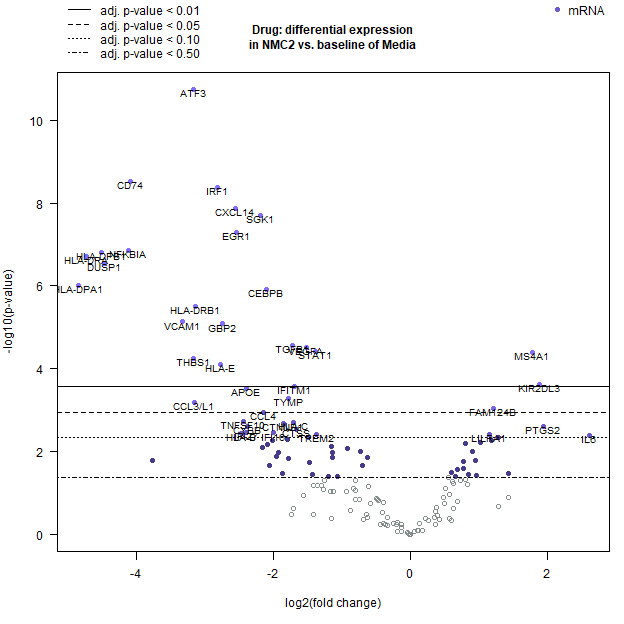 adj. p-value < 0.01
adj. p-value < 0.05
adj. p-value < 0.10
adj. p-value < 0.50
mRNA
Drug: differential expression
in NMC2 vs. baseline of Media
-log10(p-value)
10
8
6
4
2
0
ATF3
CD74
IRF1
CXCL14
SGK1
EGR1
NFKBIA
HLA-DRA
DUSP1
HLA-DPA1
CEBPB
HLA-DRB1
VCAM1
GBP2
STAT1
MS4A1
THBS1
HLA-E
KIR2DL3
APOE
IFITM1
TYMP
CCL3/L1
FAM124B
CCL4
TNFSF10
PTGS2
TREM2
IL6
-4
-2
0
2
log2(fold change)